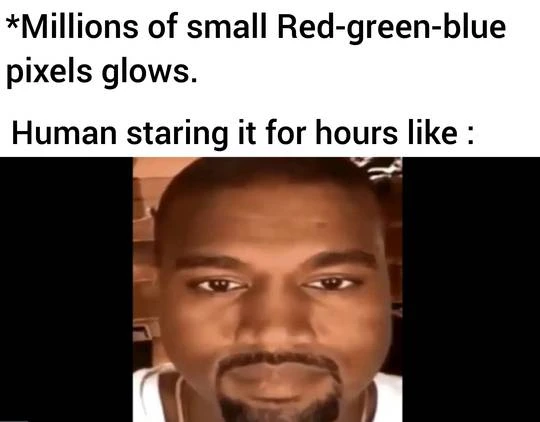 *Millions of small Red-green-blue
pixels glows.
Human staring it for hours like :